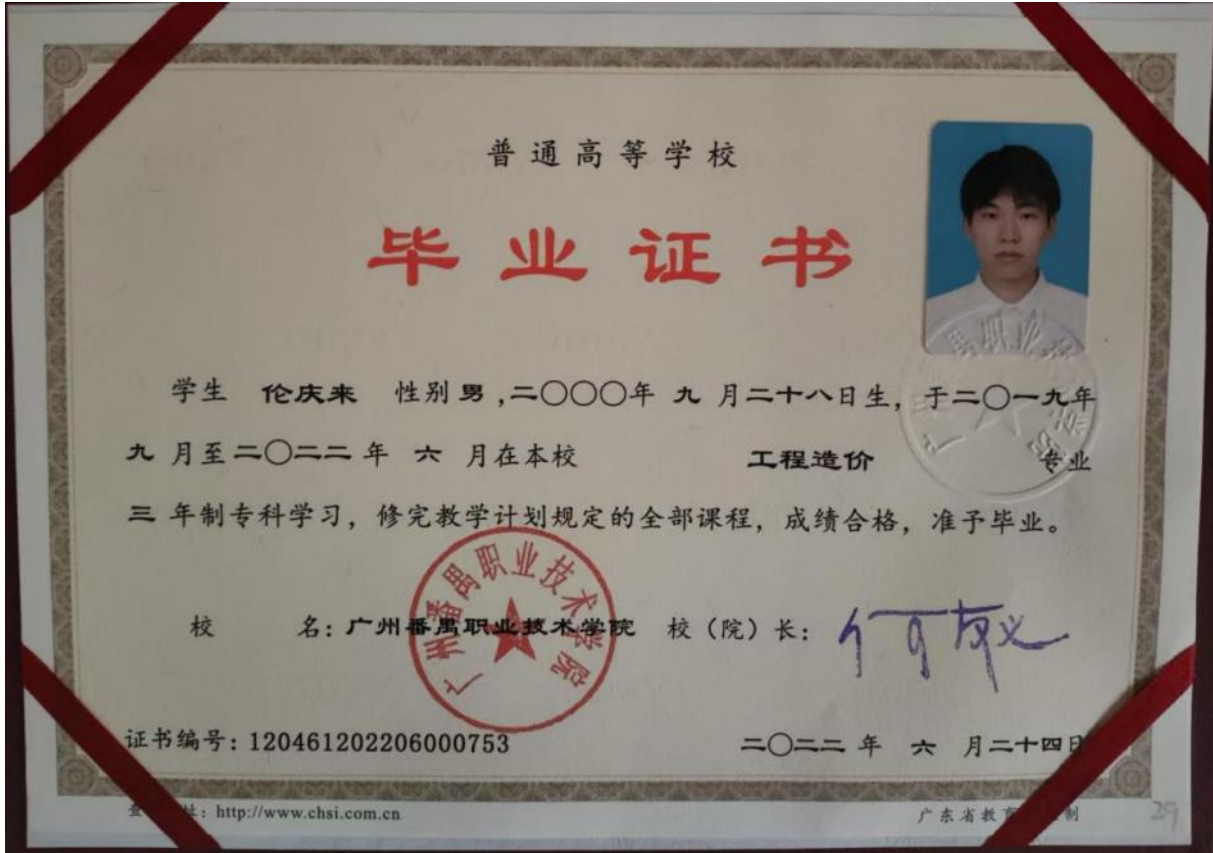 普通高等学校
毕业证书
学生 伦庆来 性别 男 ,二〇〇〇年 九 月二十八日生，于二〇一九年
九 月至二〇二二 年 六 月在本校 工程造价 专业
三 年制专科学习，修完教学计划规定的全部课程，成绩合格，准予毕业。
校 名：广州番禺职业技术学院 校（院）长：
广州番禺职业技术学院
证书编号：120461202206000753 二〇二二 年 六 月二十四日
址：http://www.chsi.com.cn 广东省教 制 29